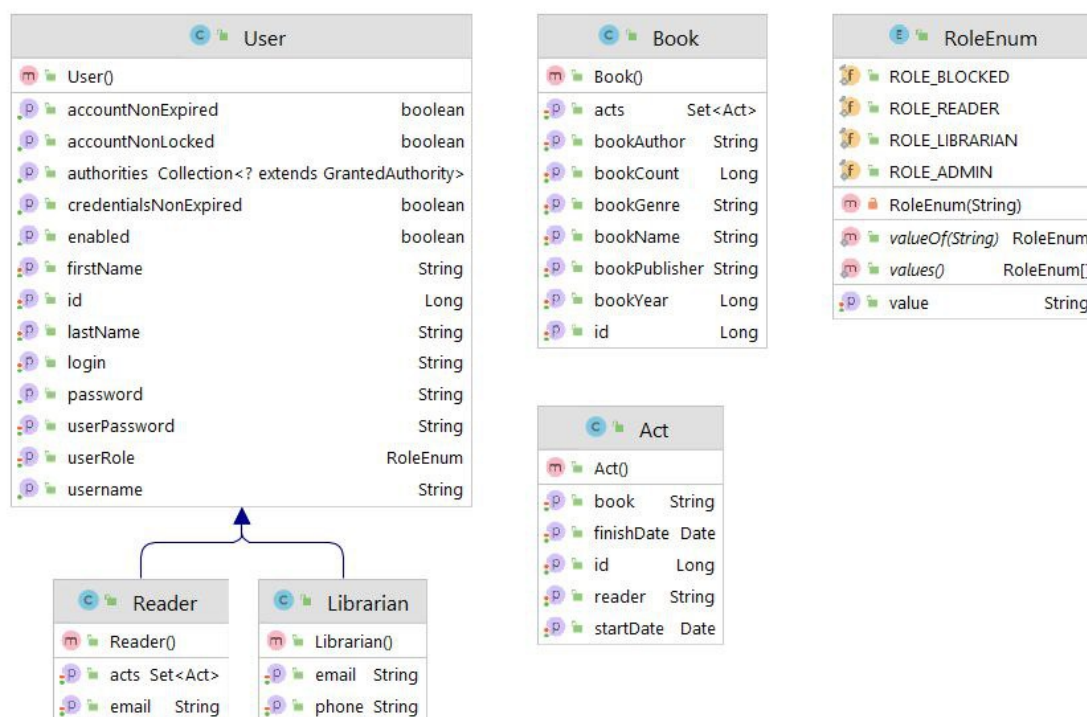 User
User()
accountNonExpired boolean
accountNonLocked boolean
authorities Collection<? extends GrantedAuthority>
credentialsNonExpired boolean
enabled boolean
firstName String
id Long
lastName String
login String
password String
userPassword String
userRole RoleEnum
username String
Reader
Reader()
acts Set<Act>
email String
Librarian
Librarian()
email String
phone String
Book
Book()
acts Set<Act>
bookAuthor String
bookCount Long
bookGenre String
bookName String
bookPublisher String
bookYear Long
id Long
Act
Act()
book String
finishDate Date
id Long
reader String
startDate Date
RoleEnum
ROLE_BLOCKED
ROLE_READER
ROLE_LIBRARIAN
ROLE_ADMIN
RoleEnum(String)
valueOf(String) RoleEnum
values() RoleEnum[]
value String